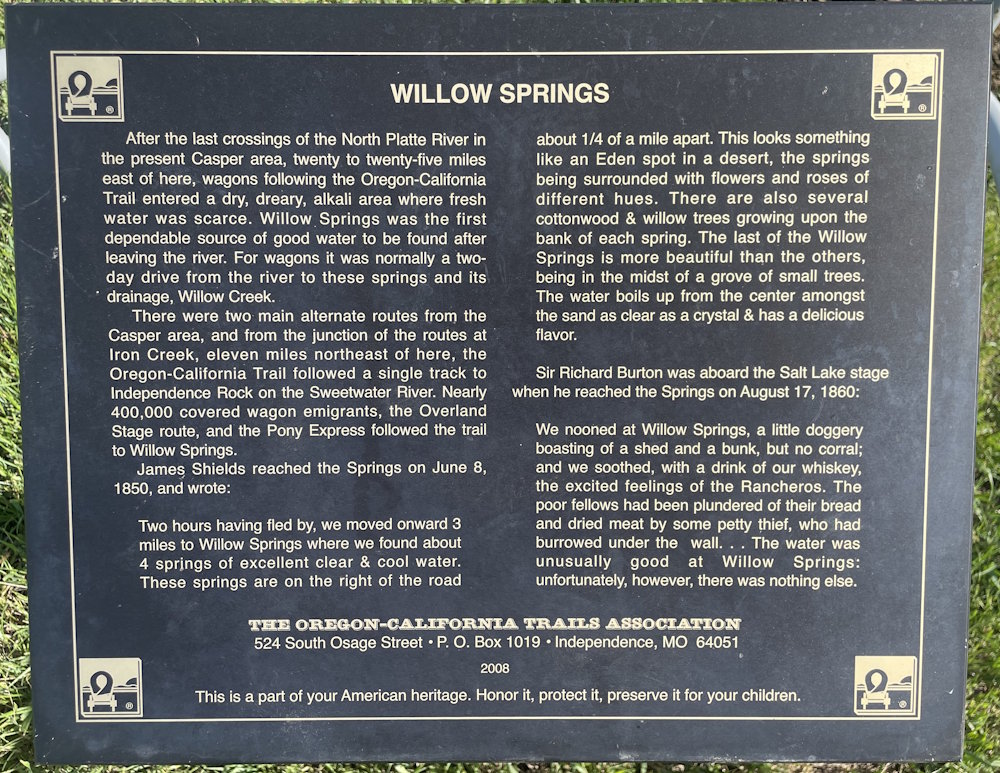 WILLOW SPRINGS
After the last crossings of the North Platte River in
the present Casper area, twenty to twenty-five miles
east of here, wagons following the Oregon-California
Trail entered a dry, dreary, alkali area where fresh
water was scarce. Willow Springs was the first
dependable source of good water to be found after
leaving the river. For wagons it was normally a two-
day drive from the river to these springs and its
drainage, Willow Creek.
There were two main alternate routes from the
Casper area, and from the junction of the routes at
Iron Creek, eleven miles northeast of here, the
Oregon-California Trail followed a single track to
Independence Rock on the Sweetwater River. Nearly
400,000 covered wagon emigrants, the Overland
Stage route, and the Pony Express followed the trail
to Willow Springs.
James Shields reached the Springs on June 8,
1850, and wrote:
Two hours having fled by, we moved onward 3
miles to Willow Springs where we found about
4 springs of excellent clear & cool water.
These springs are on the right of the road
about 1/4 of a mile apart. This looks something
like an Eden spot in a desert, the springs
being surrounded with flowers and roses of
different hues. There are also several
cottonwood & willow trees growing upon the
bank of each spring. The last of the Willow
Springs is more beautiful than the others,
being in the midst of a grove of small trees.
The water boils up from the center amongst
the sand as clear as a crystal & has a delicious
flavor.
Sir Richard Burton was aboard the Salt Lake stage
when he reached the Springs on August 17, 1860:
We nooned at Willow Springs, a little doggery
boasting of a shed and a bunk, but no corral;
and we soothed, with a drink of our whiskey,
the excited feelings of the Rancheros. The
poor fellows had been plundered of their bread
and dried meat by some petty thief, who had
burrowed under the wall. . . The water was
unusually good at Willow Springs:
unfortunately, however, there was nothing else.
THE OREGON-CALIFORNIA TRAILS ASSOCIATION
524 South Osage Street • P. O. Box 1019 • Independence, MO 64051
2008
This is a part of your American heritage. Honor it, protect it, preserve it for your children.